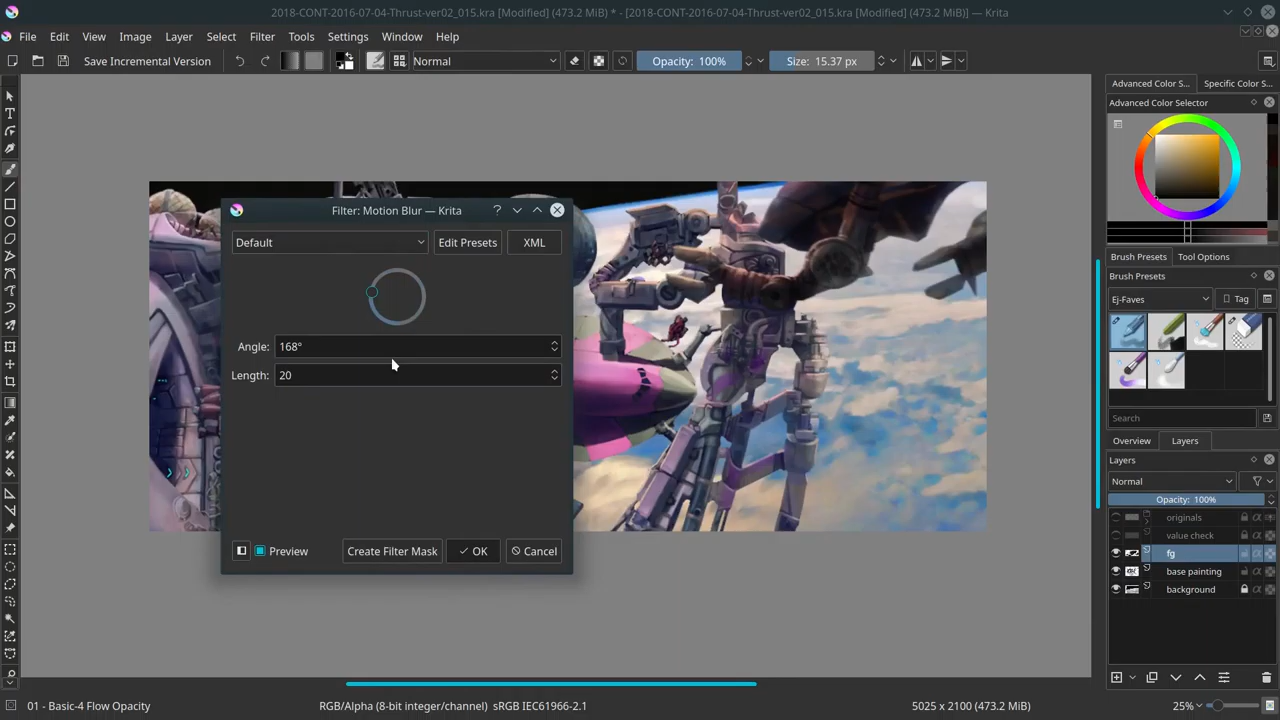 2018-CONT-2016-07-04-Thrust-ver02_015.kra [Modified] (473.2 MiB) * - [2018-CONT-2016-07-04-Thrust-ver02_015.kra [Modified] (473.2 MiB)] — Krita
File Edit View Image Layer Select Filter Tools Settings Window Help
Save Incremental Version Normal Opacity: 100% Size: 15.37 px
Advanced Color S... Specific Color S...
Advanced Color Selector
Filter: Motion Blur — Krita
Default Edit Presets XML
Angle: 168°
Length: 20
Preview Create Filter Mask OK Cancel
Brush Presets Tool Options
Brush Presets
Ej-Faves Tag
Search
Overview Layers
Layers
Normal
Opacity: 100%
originals
value check
fg
base painting
background
01 - Basic-4 Flow Opacity RGB/Alpha (8-bit integer/channel) sRGB IEC61966-2.1 5025 x 2100 (473.2 MiB) 25%